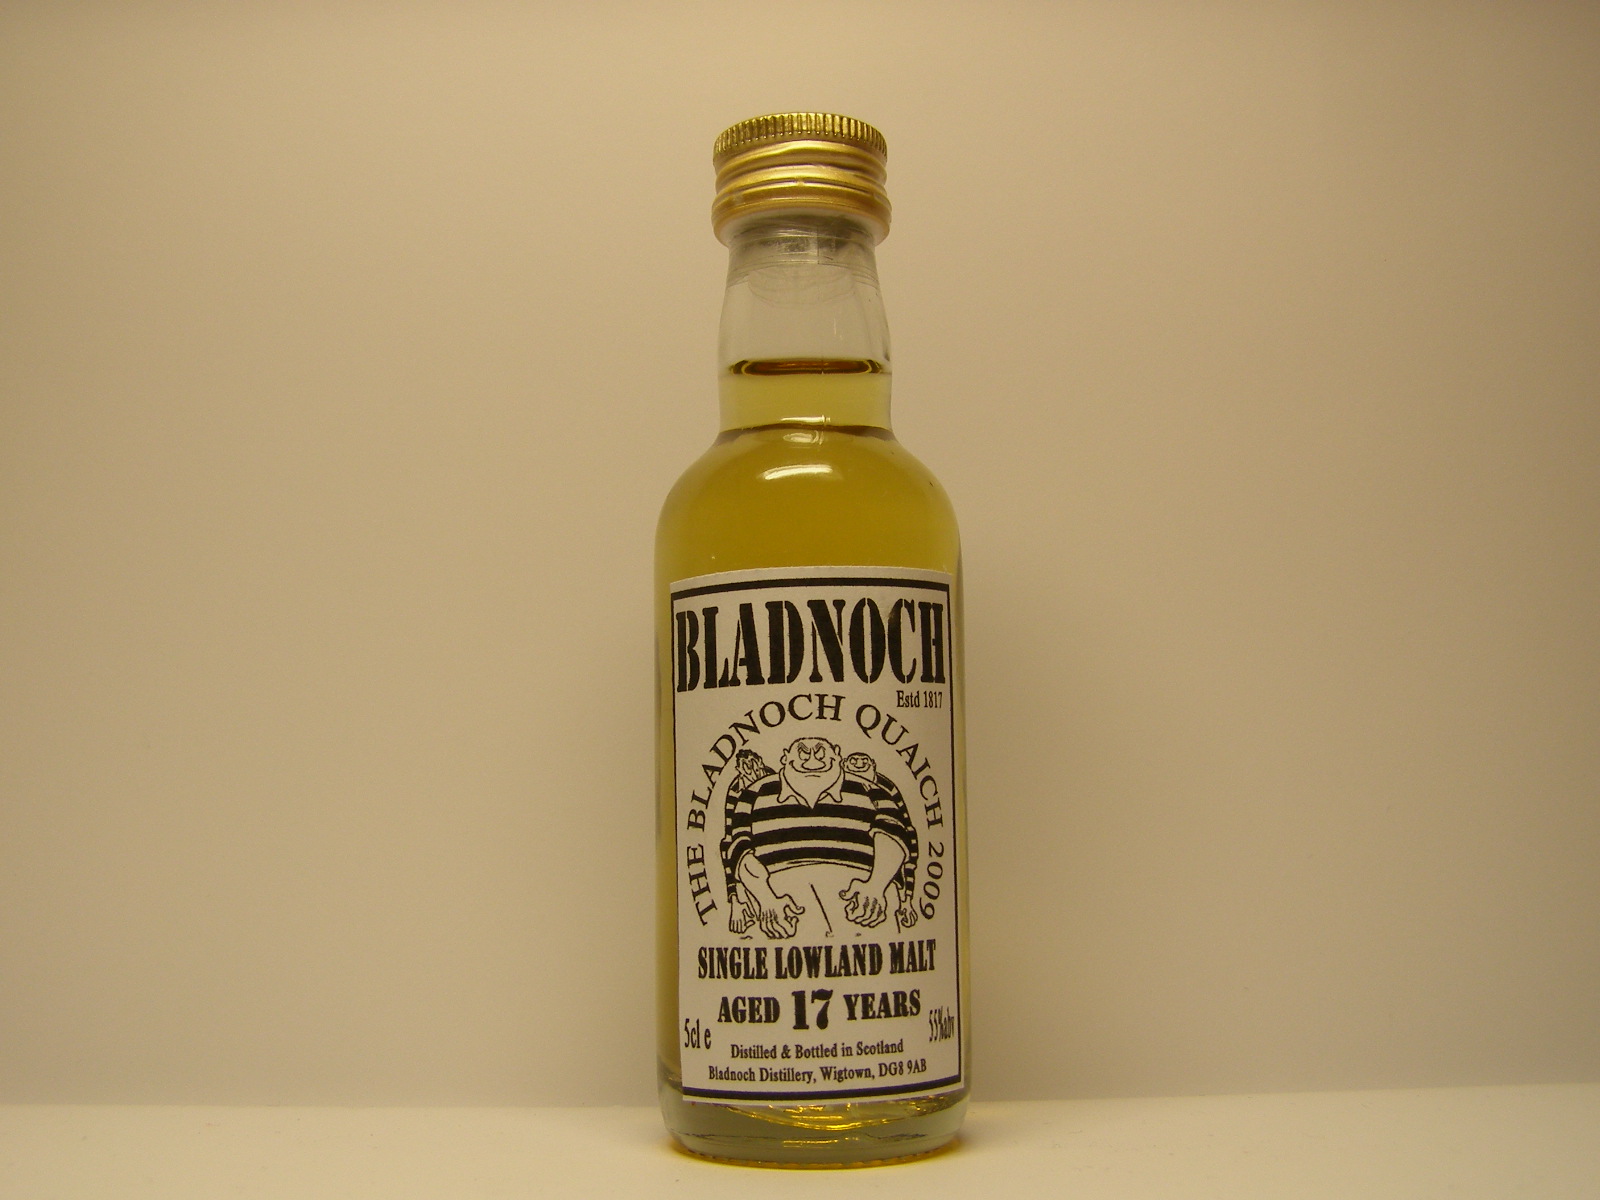 BLADNOCH
Estd 1817
THE BLADNOCH QUAICH 2009
SINGLE LOWLAND MALT
AGED 17 YEARS
5cl e
55%abv
Distilled & Bottled in Scotland
Bladnoch Distillery, Wigtown, DG8 9AB